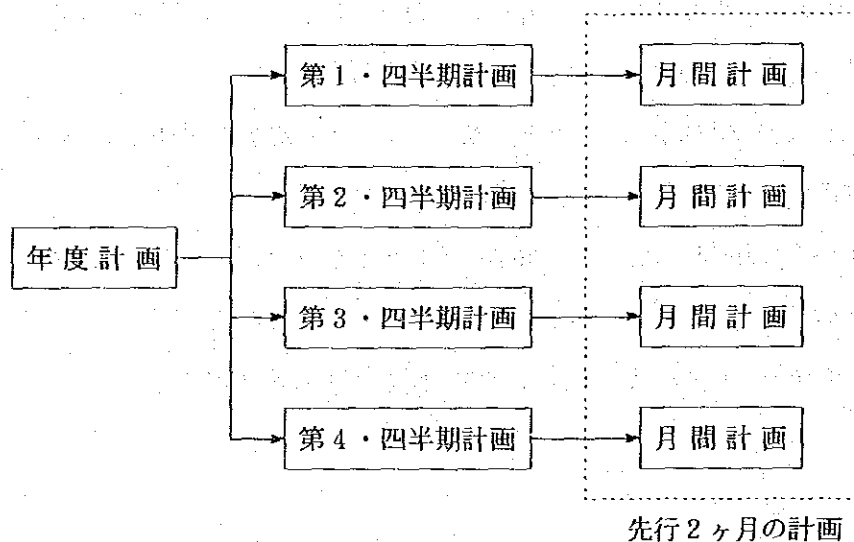 第1・四半期計画
月間計画
第2・四半期計画
月間計画
年度計画
第3・四半期計画
月間計画
第4・四半期計画
月間計画
先行2ヶ月の計画